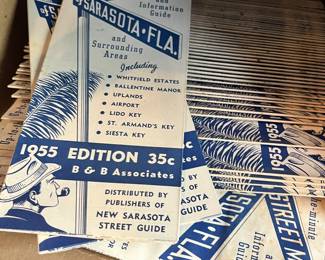 and
Information
Guide
of SARASOTA • FLA.
and
Surrounding
Areas
Including
• WHITFIELD ESTATES
• BALLENTINE MANOR
• UPLANDS
• AIRPORT
• LIDO KEY
• ST. ARMAND'S KEY
• SIESTA KEY
1955 EDITION 35c
B & B Associates
DISTRIBUTED BY
PUBLISHERS OF
NEW SARASOTA
STREET GUIDE
1955
1955
STREET M
Informa
Guide